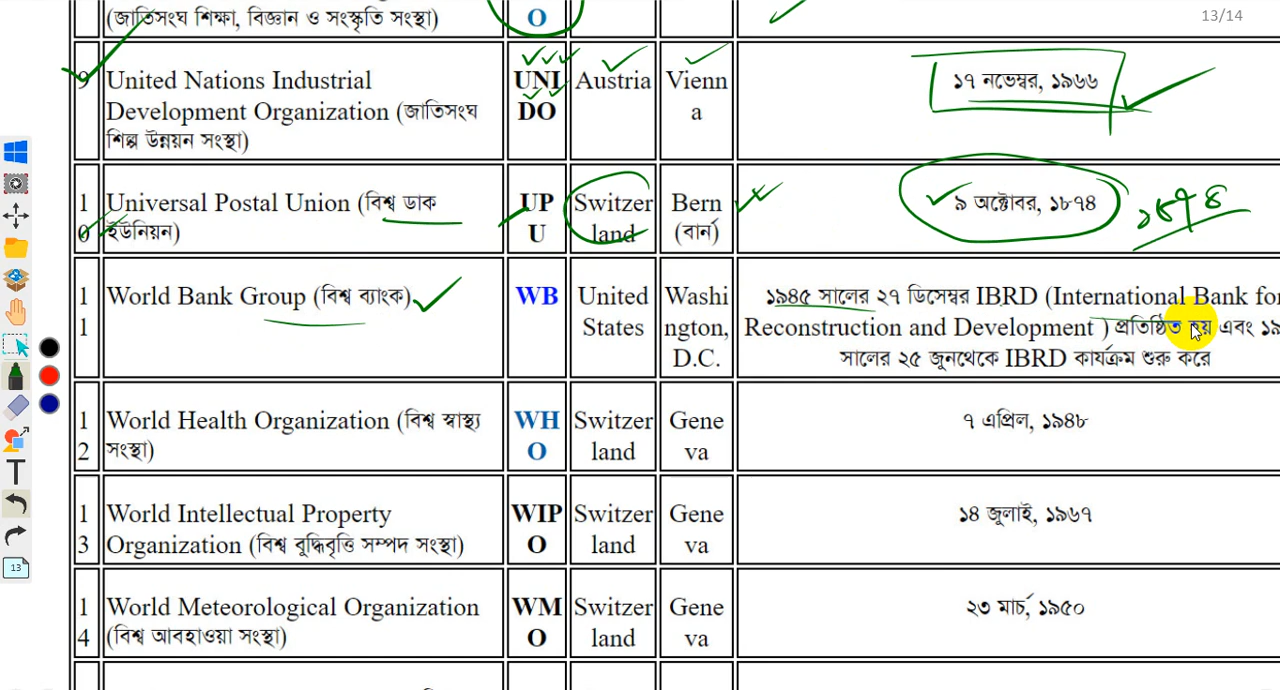 (জাতিসংঘ শিক্ষা, বিজ্ঞান ও সংস্কৃতি সংস্থা)
O
13/14
9
United Nations Industrial
Development Organization (জাতিসংঘ
শিল্প উন্নয়ন সংস্থা)
UNI
DO
Austria
Vienn
a
১৭ নভেম্বর, ১৯৬৬
1
0
Universal Postal Union (বিশ্ব ডাক
ইউনিয়ন)
UP
U
Switzer
land
Bern
(বার্ন)
৯ অক্টোবর, ১৮৭৪
১৮৭৪
1
1
World Bank Group (বিশ্ব ব্যাংক)
WB
United
States
Washi
ngton,
D.C.
১৯৪৫ সালের ২৭ ডিসেম্বর IBRD (International Bank for
Reconstruction and Development ) প্রতিষ্ঠিত হয় এবং ১৯
সালের ২৫ জুনথেকে IBRD কার্যক্রম শুরু করে
1
2
World Health Organization (বিশ্ব স্বাস্থ্য
সংস্থা)
WH
O
Switzer
land
Gene
va
৭ এপ্রিল, ১৯৪৮
1
3
World Intellectual Property
Organization (বিশ্ব বুদ্ধিবৃত্তি সম্পদ সংস্থা)
WIP
O
Switzer
land
Gene
va
১৪ জুলাই, ১৯৬৭
1
4
World Meteorological Organization
(বিশ্ব আবহাওয়া সংস্থা)
WM
O
Switzer
land
Gene
va
২৩ মার্চ, ১৯৫০
T
13